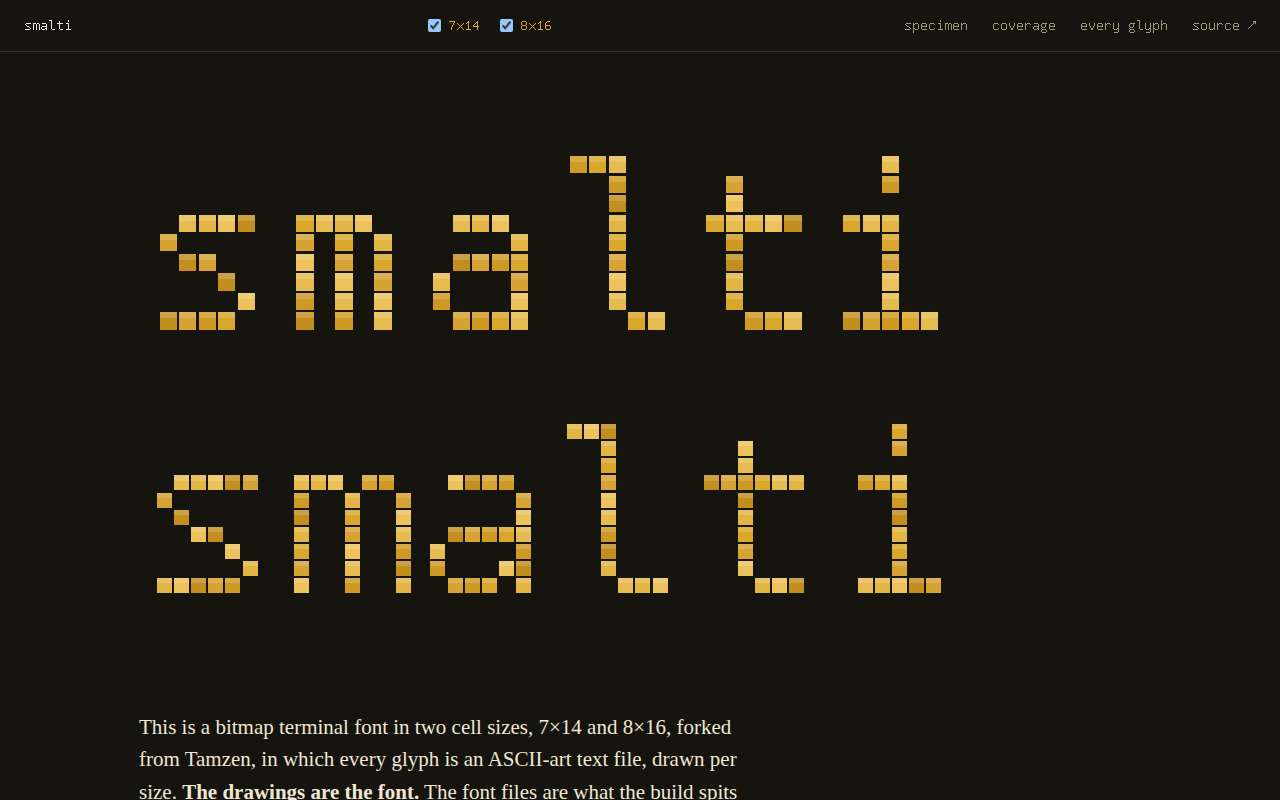 smalti 7×14 8×16 specimen coverage every glyph source ↗
smalti
smalti
This is a bitmap terminal font in two cell sizes, 7×14 and 8×16, forked
from Tamzen, in which every glyph is an ASCII-art text file, drawn per
size. The drawings are the font. The font files are what the build spits